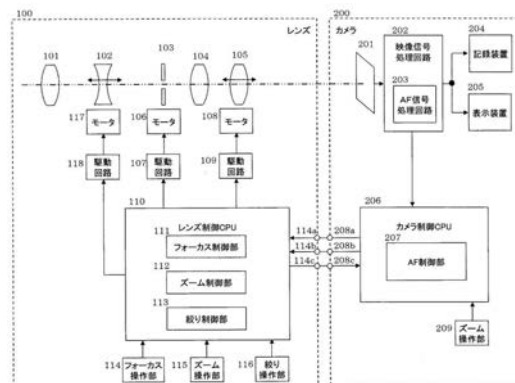 100
レンズ
101
102
103
104
105
117
モータ
106
モータ
108
モータ
118
駆動
回路
107
駆動
回路
109
駆動
回路
110
レンズ制御CPU
111
フォーカス制御部
112
ズーム制御部
113
絞り制御部
114
フォーカス
操作部
115
ズーム
操作部
116
絞り
操作部
114a
208a
114b
208b
114c
208c
200
カメラ
201
202
映像信号
処理回路
203
AF信号
処理回路
204
記録装置
205
表示装置
206
カメラ制御CPU
207
AF制御部
209
ズーム
操作部